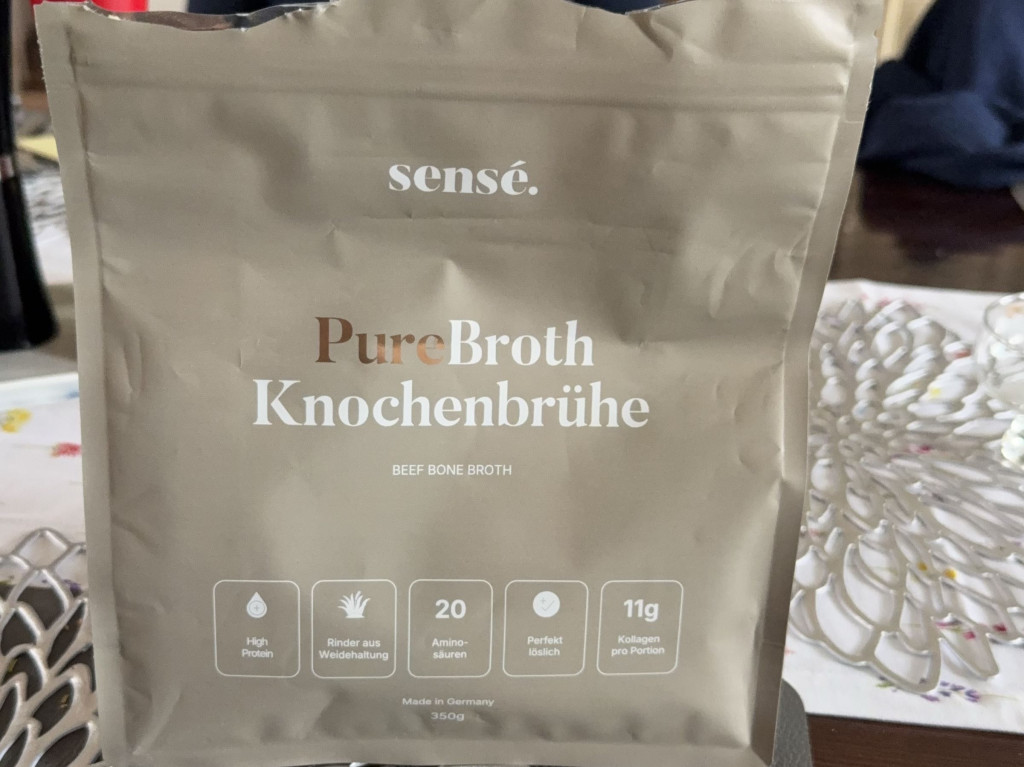 sensé.
PureBroth
Knochenbrühe
BEEF BONE BROTH
High
Protein
Rinder aus
Weidehaltung
20
Amino-
säuren
Perfekt
löslich
11g
Kollagen
pro Portion
Made in Germany
350g